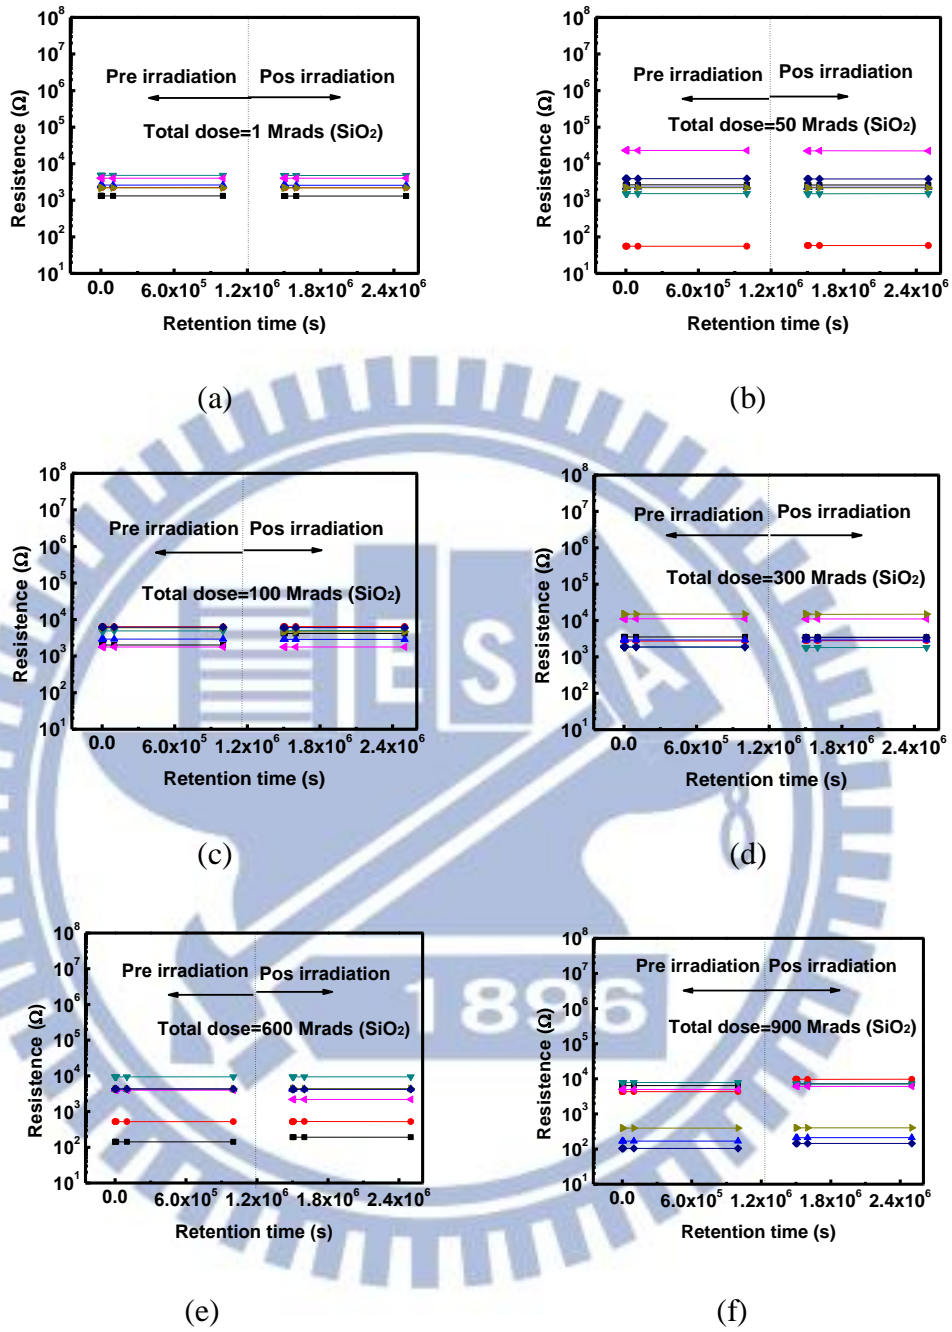 10⁸
10⁷
10⁶
10⁵
10⁴
10³
10²
10¹
Resistence (Ω)
Pre irradiation
Pos irradiation
Total dose=1 Mrads (SiO₂)
0.0
6.0x10⁵
1.2x10⁶
1.8x10⁶
2.4x10⁶
Retention time (s)
(a)
10⁸
10⁷
10⁶
10⁵
10⁴
10³
10²
10¹
Resistence (Ω)
Pre irradiation
Pos irradiation
Total dose=50 Mrads (SiO₂)
0.0
6.0x10⁵
1.2x10⁶
1.8x10⁶
2.4x10⁶
Retention time (s)
(b)
10⁸
10⁷
10⁶
10⁵
10⁴
10³
10²
10¹
Resistence (Ω)
Pre irradiation
Pos irradiation
Total dose=100 Mrads (SiO₂)
0.0
6.0x10⁵
1.2x10⁶
1.8x10⁶
2.4x10⁶
Retention time (s)
(c)
10⁸
10⁷
10⁶
10⁵
10⁴
10³
10²
10¹
Resistence (Ω)
Pre irradiation
Pos irradiation
Total dose=300 Mrads (SiO₂)
0.0
6.0x10⁵
1.2x10⁶
1.8x10⁶
2.4x10⁶
Retention time (s)
(d)
ESA
10⁸
10⁷
10⁶
10⁵
10⁴
10³
10²
10¹
Resistence (Ω)
Pre irradiation
Pos irradiation
Total dose=600 Mrads (SiO₂)
0.0
6.0x10⁵
1.2x10⁶
1.8x10⁶
2.4x10⁶
Retention time (s)
(e)
1896
10⁸
10⁷
10⁶
10⁵
10⁴
10³
10²
10¹
Resistence (Ω)
Pre irradiation
Pos irradiation
Total dose=900 Mrads (SiO₂)
0.0
6.0x10⁵
1.2x10⁶
1.8x10⁶
2.4x10⁶
Retention time (s)
(f)